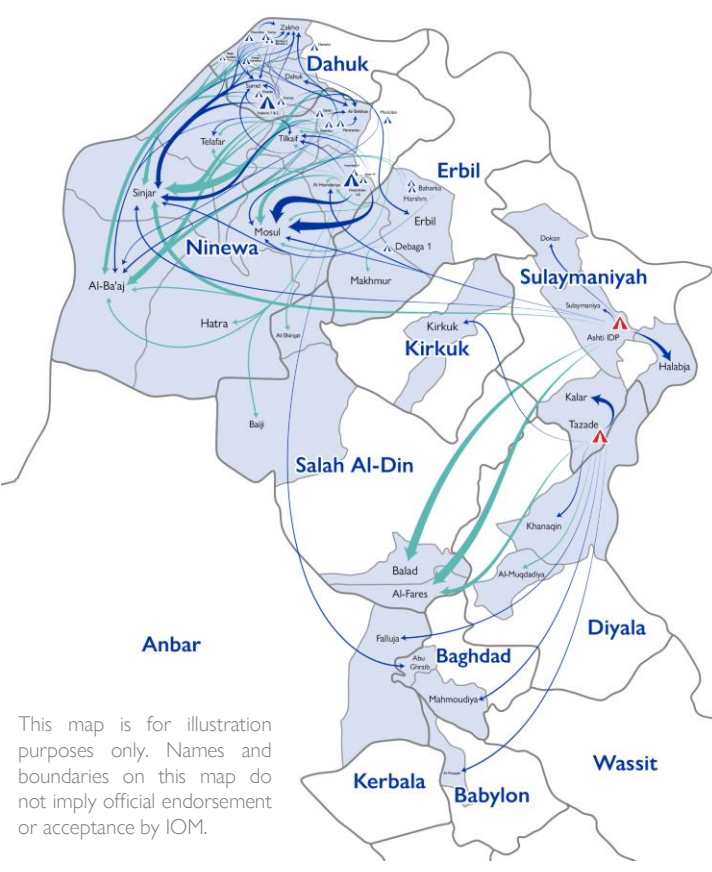 Zakho
Dahuk
Dahuk
Sumel
Al-Shikhan
Telafar
Tilkaif
Erbil
Al-Hamdaniya
Baharka
Harshm
Sinjar
Erbil
Mosul
Ninewa
Debaga 1
Dokan
Sulaymaniyah
Al-Ba'aj
Makhmur
Sulaymaniya
Hatra
Kirkuk
Al-Shirqat
Ashti IDP
Kirkuk
Halabja
Kalar
Baiji
Tazade
Salah Al-Din
Khanaqin
Balad
Al-Muqdadiya
Al-Fares
Diyala
Falluja
Anbar
Baghdad
Abu
Ghraib
Mahmoudiya
This map is for illustration
purposes only. Names and
boundaries on this map do
not imply official endorsement
or acceptance by IOM.
Wassit
Kerbala
Babylon